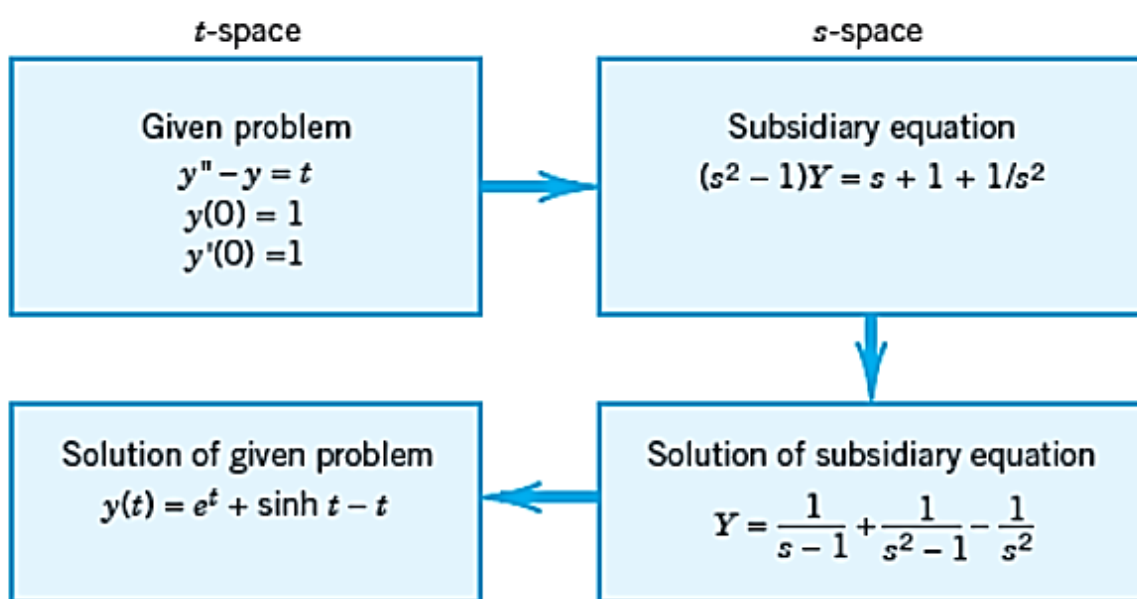 t-space
s-space
Given problem
y" – y = t
y(0) = 1
y'(0) =1
Subsidiary equation
(s² – 1)Y = s + 1 + 1/s²
Solution of given problem
y(t) = eᵗ + sinh t – t
Solution of subsidiary equation
Y = 1/(s – 1) + 1/(s² – 1) – 1/s²